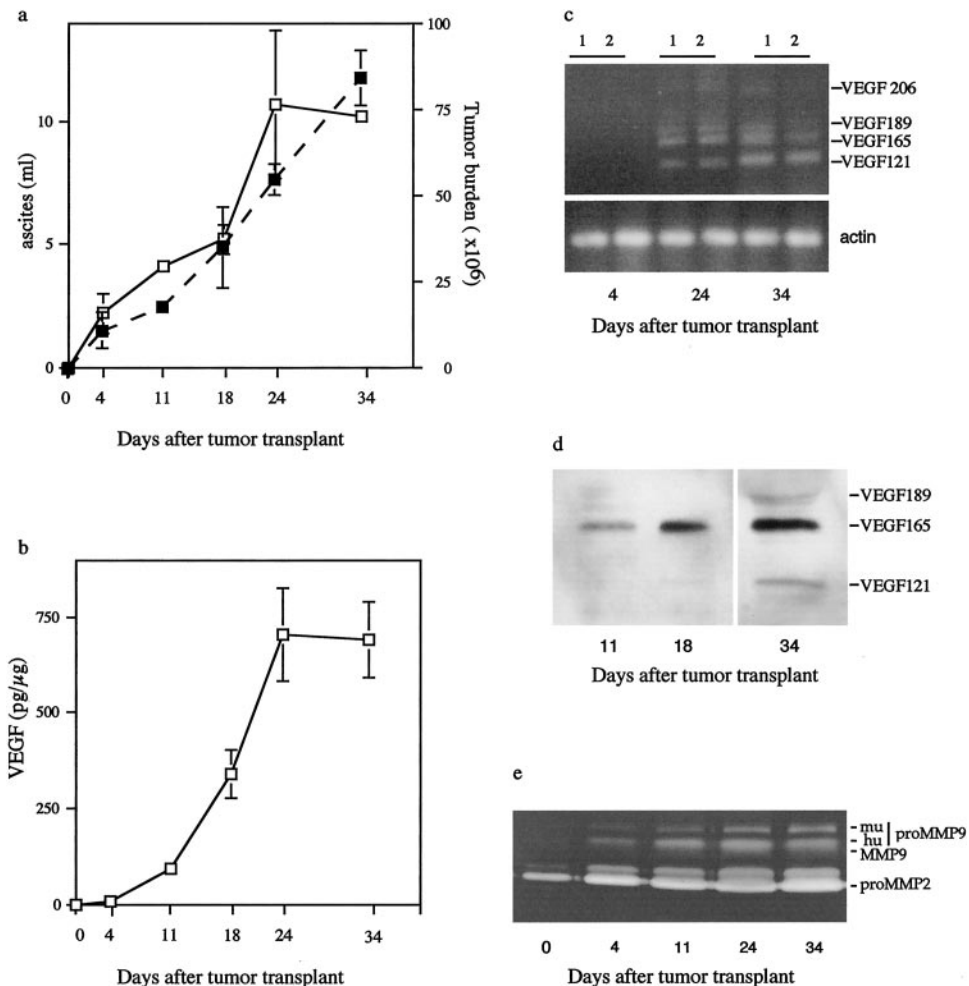 a
100
75
50
25
0
Tumor burden ( x10⁶)
10
5
0
ascites (ml)
0 4 11 18 24 34
Days after tumor transplant
b
750
500
250
0
VEGF (pg/µg)
0 4 11 18 24 34
Days after tumor transplant
c
1 2 1 2 1 2
VEGF 206
VEGF189
VEGF165
VEGF121
actin
4 24 34
Days after tumor transplant
d
VEGF189
VEGF165
VEGF121
11 18 34
Days after tumor transplant
e
mu
hu
proMMP9
MMP9
proMMP2
0 4 11 24 34
Days after tumor transplant